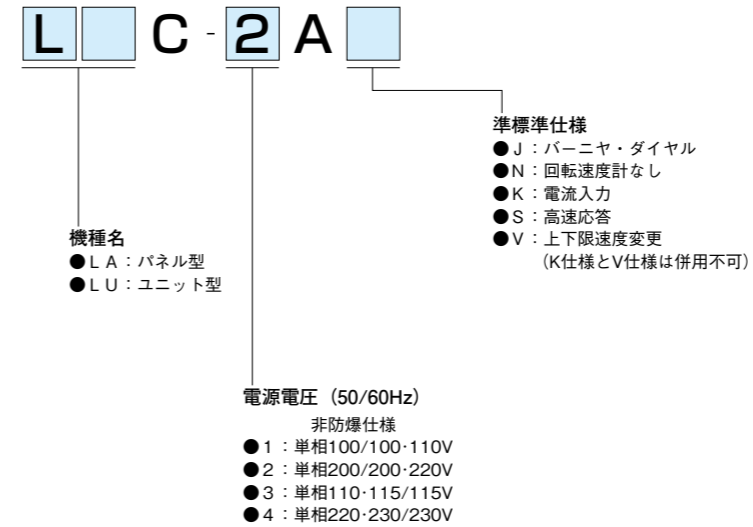 L C - 2 A
準標準仕様
●J：バーニヤ・ダイヤル
●N：回転速度計なし
●K：電流入力
●S：高速応答
●V：上下限速度変更
（K仕様とV仕様は併用不可）
機種名
●LA：パネル型
●LU：ユニット型
電源電圧（50/60Hz）
非防爆仕様
●1：単相100/100·110V
●2：単相200/200·220V
●3：単相110·115/115V
●4：単相220·230/230V